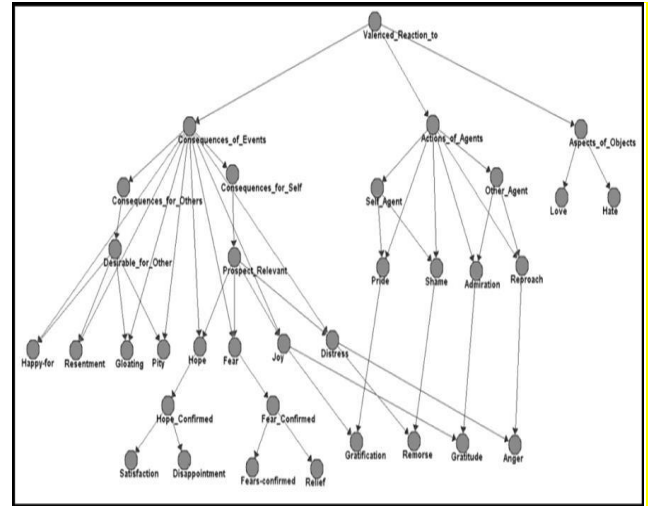 Valenced_Reaction_to
Consequences_of_Events
Actions_of_Agents
Aspects_of_Objects
Consequences_for_Others
Consequences_for_Self
Self_Agent
Other_Agent
Love
Hate
Desirable_for_Other
Prospect_Relevant
Pride
Shame
Admiration
Reproach
Happy-for
Resentment
Gloating
Pity
Hope
Fear
Joy
Distress
Hope_Confirmed
Fear_Confirmed
Gratification
Remorse
Gratitude
Anger
Satisfaction
Disappointment
Fears-confirmed
Relief